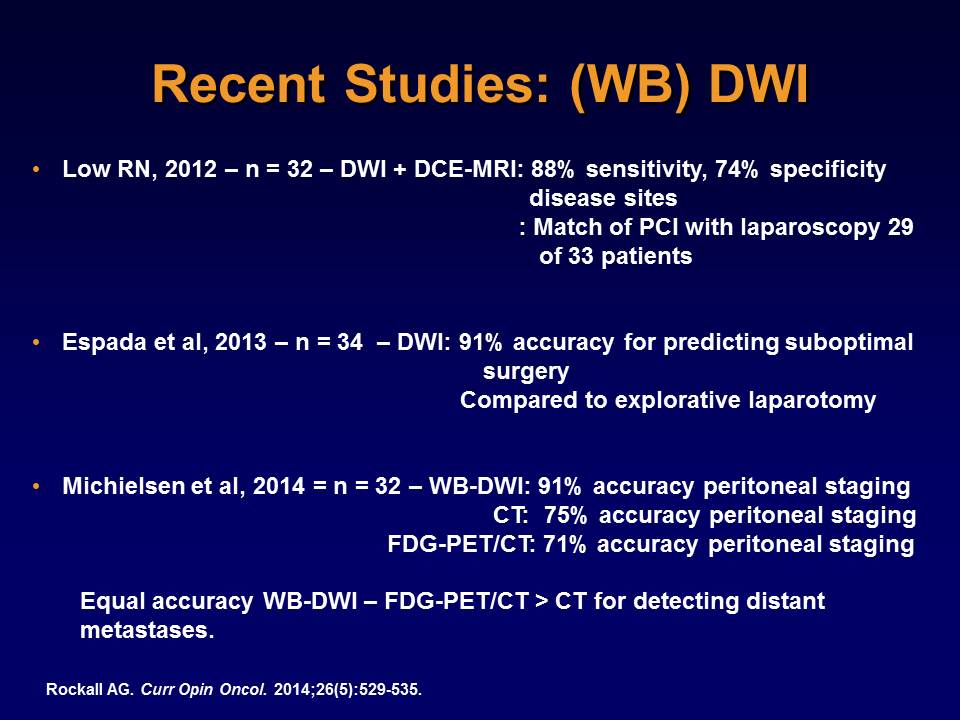 Recent Studies: (WB) DWI
• Low RN, 2012 – n = 32 – DWI + DCE-MRI: 88% sensitivity, 74% specificity
disease sites
: Match of PCI with laparoscopy 29
of 33 patients
• Espada et al, 2013 – n = 34 – DWI: 91% accuracy for predicting suboptimal
surgery
Compared to explorative laparotomy
• Michielsen et al, 2014 = n = 32 – WB-DWI: 91% accuracy peritoneal staging
CT: 75% accuracy peritoneal staging
FDG-PET/CT: 71% accuracy peritoneal staging
Equal accuracy WB-DWI – FDG-PET/CT > CT for detecting distant
metastases.
Rockall AG. Curr Opin Oncol. 2014;26(5):529-535.